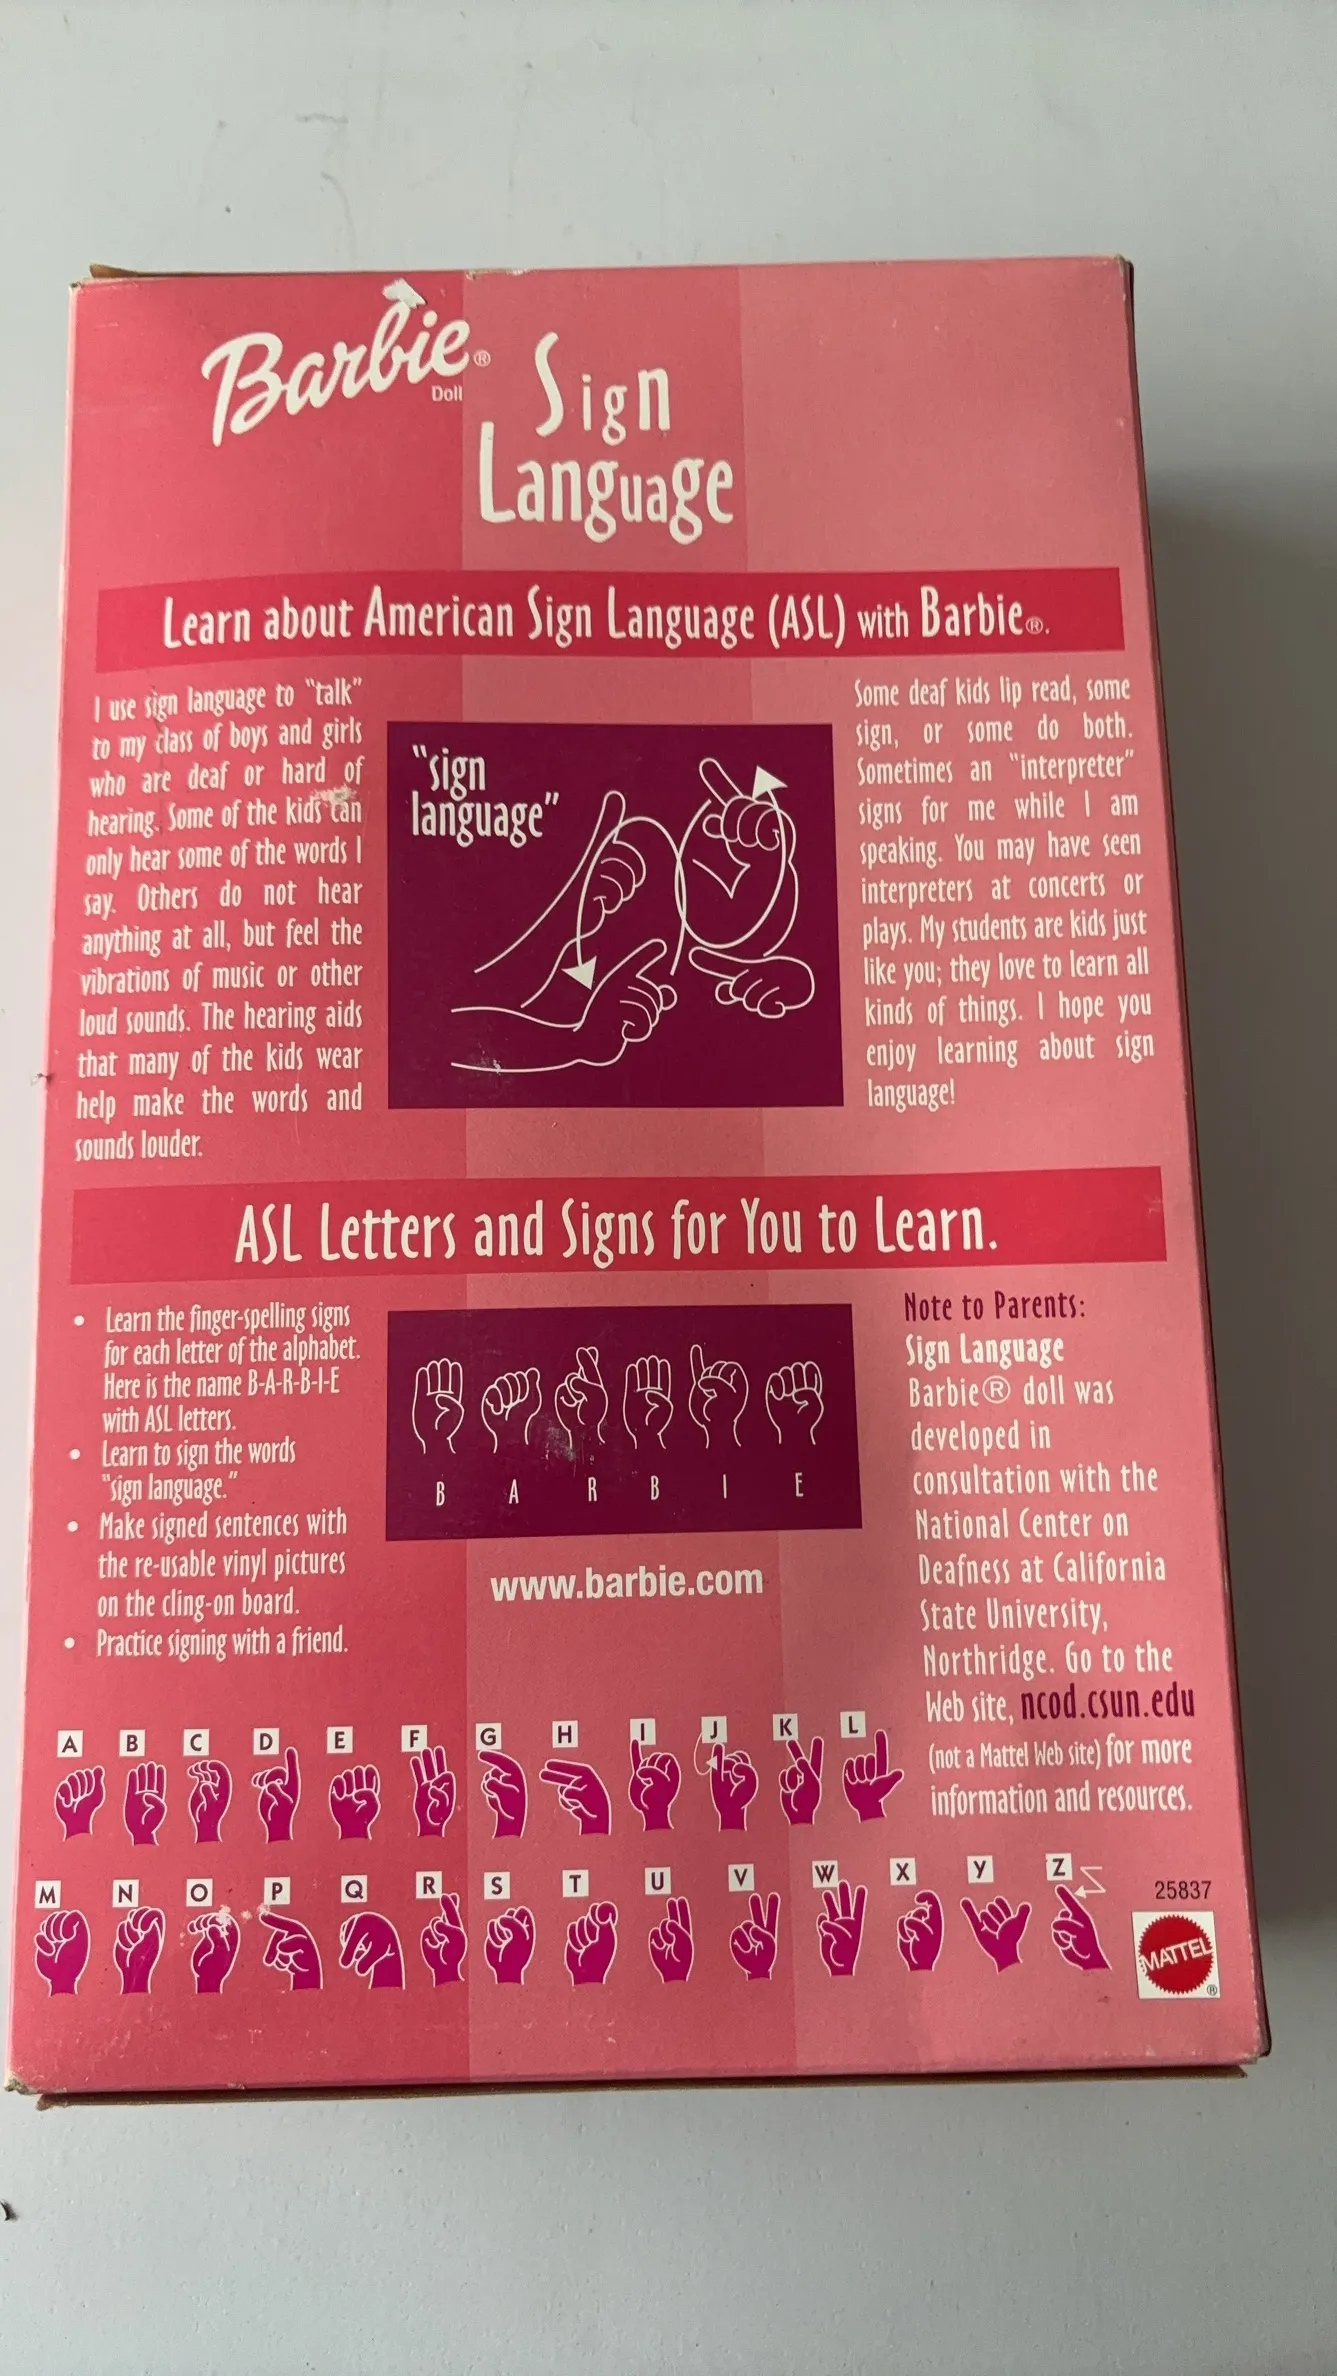 Barbie®
Doll
Sign
Language
Learn about American Sign Language (ASL) with Barbie®.
I use sign language to "talk"
to my class of boys and girls
who are deaf or hard of
hearing. Some of the kids can
only hear some of the words I
say. Others do not hear
anything at all, but feel the
vibrations of music or other
loud sounds. The hearing aids
that many of the kids wear
help make the words and
sounds louder.
"sign
language"
Some deaf kids lip read, some
sign, or some do both.
Sometimes an "interpreter"
signs for me while I am
speaking. You may have seen
interpreters at concerts or
plays. My students are kids just
like you; they love to learn all
kinds of things. I hope you
enjoy learning about sign
language!
ASL Letters and Signs for You to Learn.
• Learn the finger-spelling signs
for each letter of the alphabet.
Here is the name B-A-R-B-I-E
with ASL letters.
• Learn to sign the words
"sign language."
• Make signed sentences with
the re-usable vinyl pictures
on the cling-on board.
• Practice signing with a friend.
B A R B I E
www.barbie.com
Note to Parents:
Sign Language
Barbie® doll was
developed in
consultation with the
National Center on
Deafness at California
State University,
Northridge. Go to the
Web site, ncod.csun.edu
(not a Mattel Web site) for more
information and resources.
A B C D E F G H I J K L
M N O P Q R S T U V W X Y Z
25837
MATTEL
®